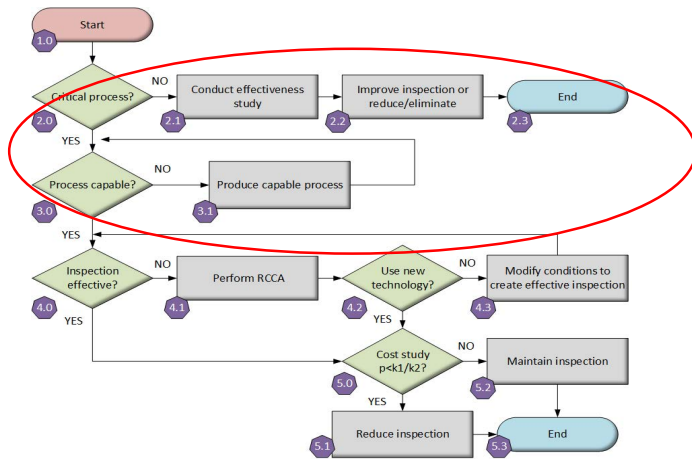 Start
1.0
Critical process?
2.0
NO
YES
Conduct effectiveness
study
2.1
Improve inspection or
reduce/eliminate
2.2
End
2.3
Process capable?
3.0
NO
YES
Produce capable process
3.1
Inspection
effective?
4.0
NO
YES
Perform RCCA
4.1
Use new
technology?
4.2
NO
YES
Modify conditions to
create effective inspection
4.3
Cost study
p<k1/k2?
5.0
NO
YES
Maintain inspection
5.2
Reduce inspection
5.1
End
5.3